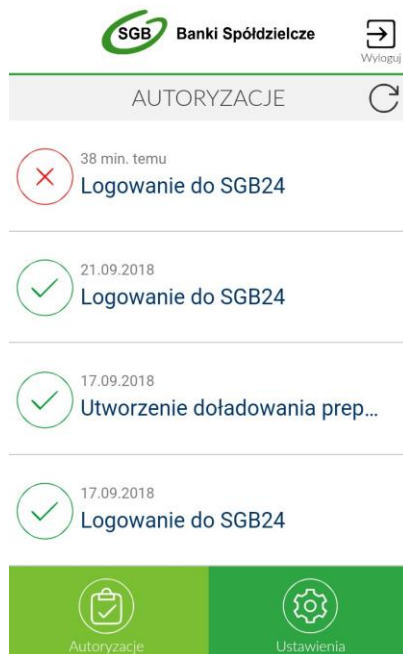 SGB Banki Spółdzielcze
Wyloguj
AUTORYZACJE
38 min. temu
Logowanie do SGB24
21.09.2018
Logowanie do SGB24
17.09.2018
Utworzenie doładowania prep...
17.09.2018
Logowanie do SGB24
Autoryzacje
Ustawienia